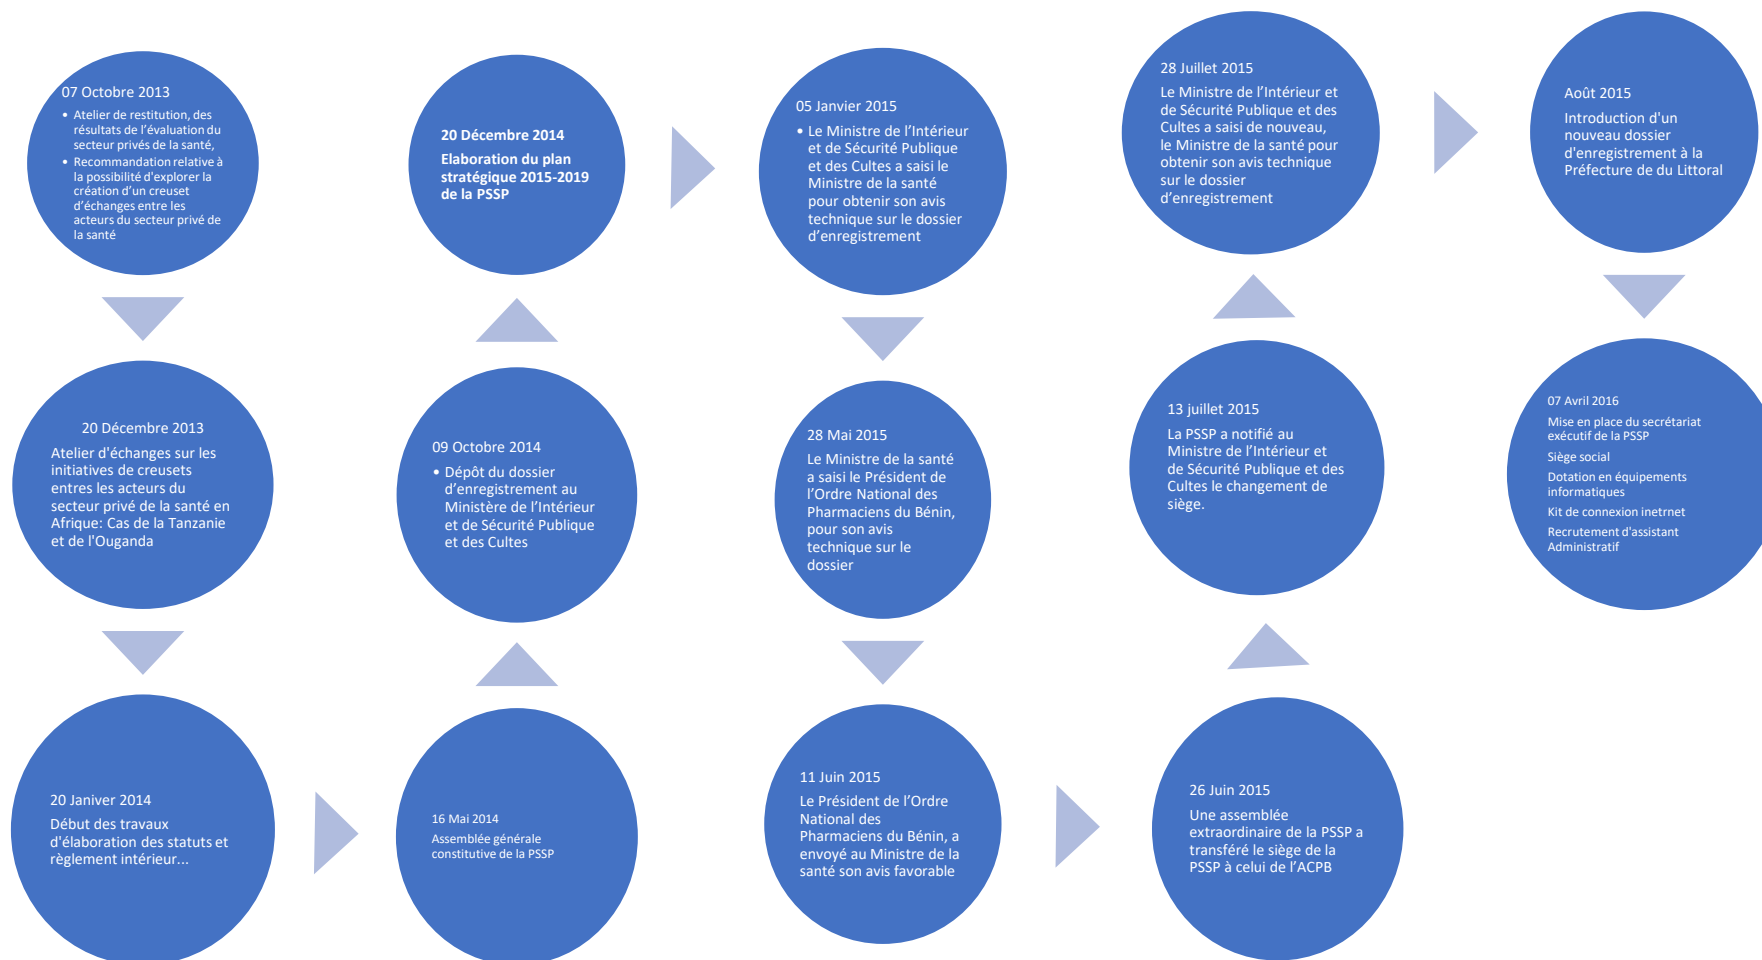 07 Octobre 2013
• Atelier de restitution, des
résultats de l'évaluation du
secteur privés de la santé,
• Recommandation relative à
la possibilité d'explorer la
création d'un creuset
d'échanges entre les
acteurs du secteur privé de
la santé
20 Décembre 2013
Atelier d'échanges sur les
initiatives de creusets
entres les acteurs du
secteur privé de la santé en
Afrique: Cas de la Tanzanie
et de l'Ouganda
20 Janiver 2014
Début des travaux
d'élaboration des statuts et
règlement intérieur...
16 Mai 2014
Assemblée générale
constitutive de la PSSP
09 Octobre 2014
• Dépôt du dossier
d'enregistrement au
Ministère de l'Intérieur
et de Sécurité Publique
et des Cultes
20 Décembre 2014
Elaboration du plan
stratégique 2015-2019
de la PSSP
05 Janvier 2015
• Le Ministre de l'Intérieur
et de Sécurité Publique
et des Cultes a saisi le
Ministre de la santé
pour obtenir son avis
technique sur le dossier
d'enregistrement
28 Mai 2015
Le Ministre de la santé
a saisi le Président de
l'Ordre National des
Pharmaciens du Bénin,
pour son avis
technique sur le
dossier
11 Juin 2015
Le Président de l'Ordre
National des
Pharmaciens du Bénin, a
envoyé au Ministre de la
santé son avis favorable
26 Juin 2015
Une assemblée
extraordinaire de la PSSP a
transféré le siège de la
PSSP à celui de l'ACPB
13 juillet 2015
La PSSP a notifié au
Ministre de l'Intérieur et
de Sécurité Publique et des
Cultes le changement de
siège.
28 Juillet 2015
Le Ministre de l'Intérieur et
de Sécurité Publique et des
Cultes a saisi de nouveau,
le Ministre de la santé pour
obtenir son avis technique
sur le dossier
d'enregistrement
Août 2015
Introduction d'un
nouveau dossier
d'enregistrement à la
Préfecture de du Littoral
07 Avril 2016
Mise en place du secrétariat
exécutif de la PSSP
Siège social
Dotation en équipements
informatiques
Kit de connexion inetrnet
Recrutement d'assistant
Administratif